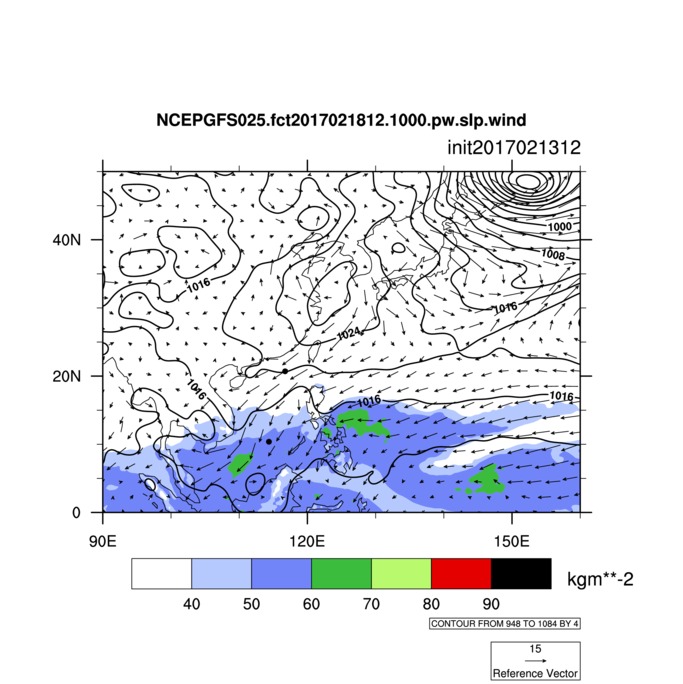 NCEPGFS025.fct2017021812.1000.pw.slp.wind
init2017021312
40N
20N
0
90E
120E
150E
1000
1008
1016
1016
1024
1016
1016
1016
40
50
60
70
80
90
kgm**-2
CONTOUR FROM 948 TO 1084 BY 4
15
Reference Vector